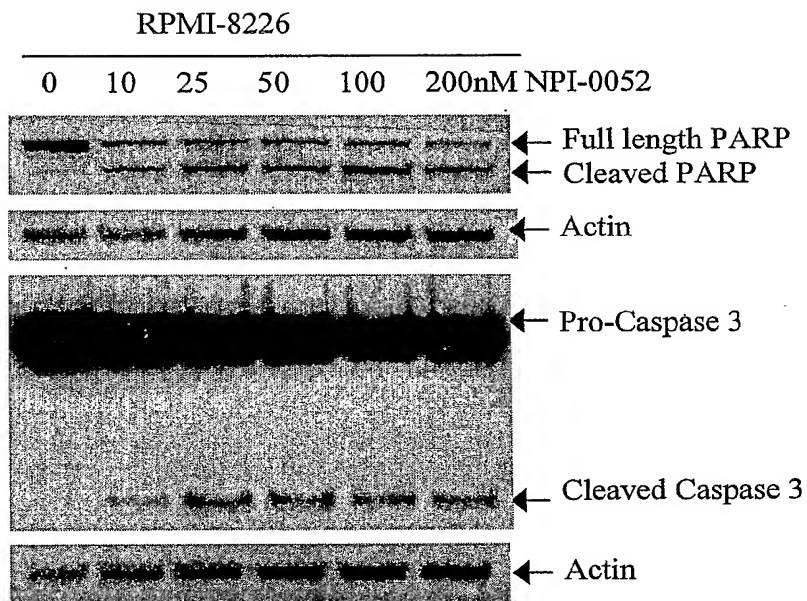 RPMI-8226
0 10 25 50 100 200nM NPI-0052
Full length PARP
Cleaved PARP
Actin
Pro-Caspase 3
Cleaved Caspase 3
Actin